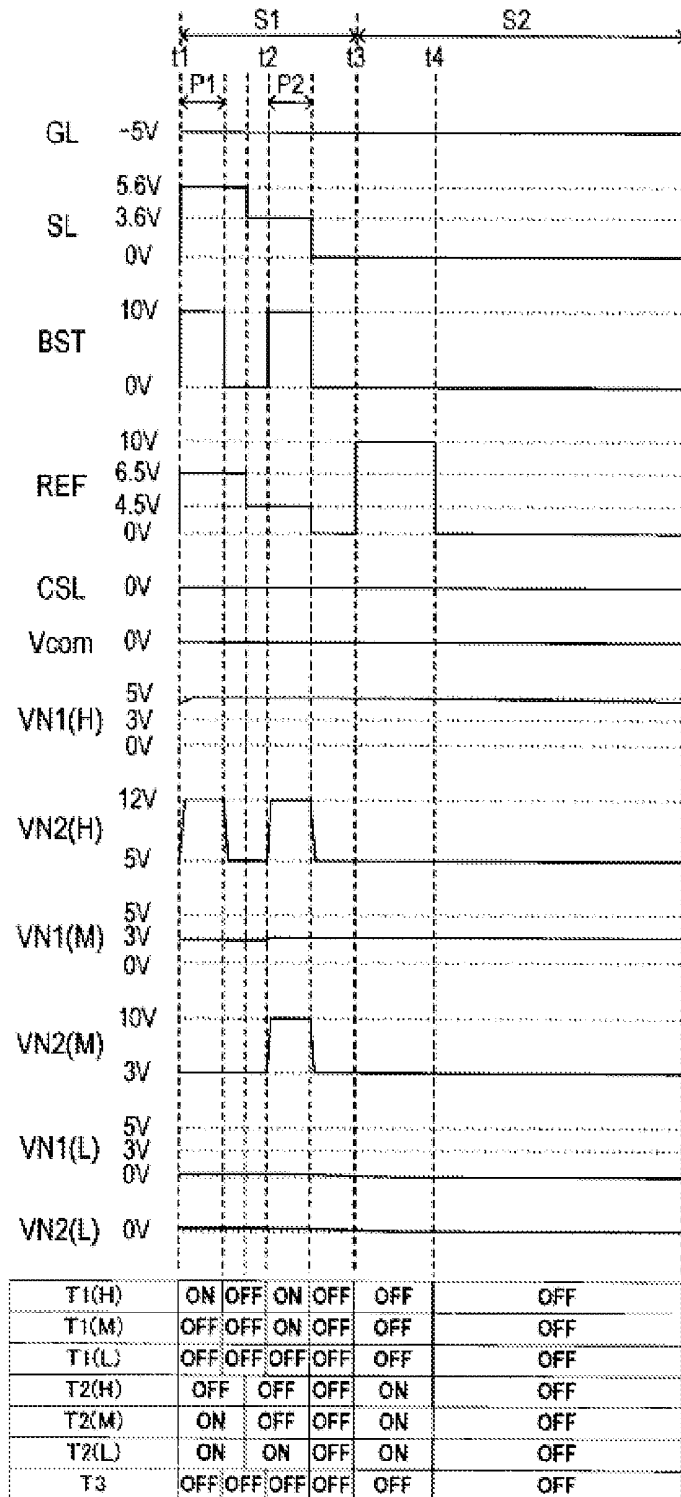 S1 S2
t1 t2 t3 t4
P1 P2
GL -5V
5.6V
SL 3.6V
0V
10V
BST
0V
10V
REF 6.5V
4.5V
0V
CSL 0V
Vcom 0V
5V
VN1(H) 3V
0V
12V
VN2(H)
5V
5V
VN1(M) 3V
0V
10V
VN2(M)
3V
5V
VN1(L) 3V
0V
VN2(L) 0V
T1(H) ON OFF ON OFF OFF OFF
T1(M) OFF OFF ON OFF OFF OFF
T1(L) OFF OFF OFF OFF OFF OFF
T2(H) OFF OFF OFF ON OFF
T2(M) ON OFF OFF ON OFF
T2(L) ON ON OFF ON OFF
T3 OFF OFF OFF OFF OFF OFF